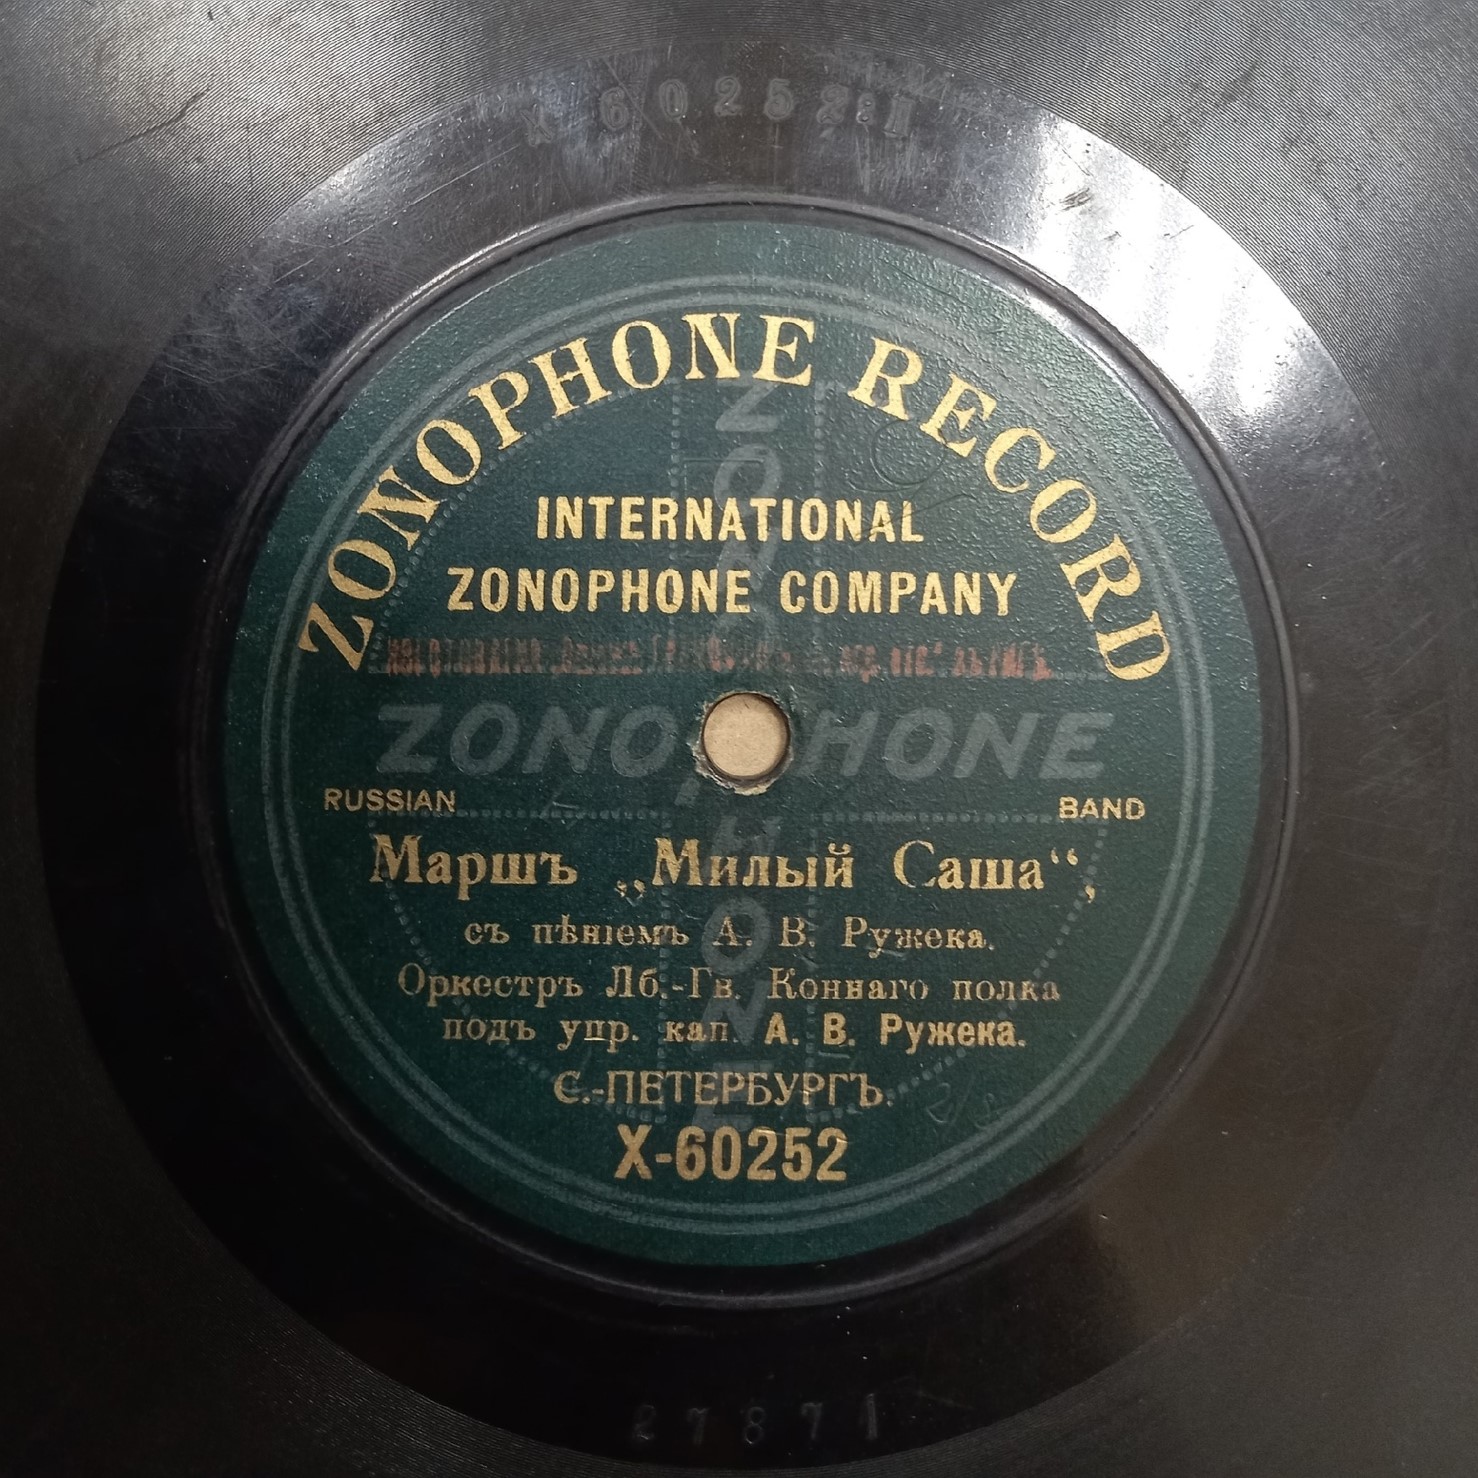 X 60252:1
ZONOPHONE RECORD
INTERNATIONAL
ZONOPHONE COMPANY
ZONOPHONE
ZONOPHONE
RUSSIAN BAND
Маршъ „Милый Саша“,
съ пѣніемъ А. В. Ружека.
Оркестръ Лб.-Гв. Коннаго полка
подъ упр. кап. А. В. Ружека.
С.-ПЕТЕРБУРГЪ.
X-60252
27871